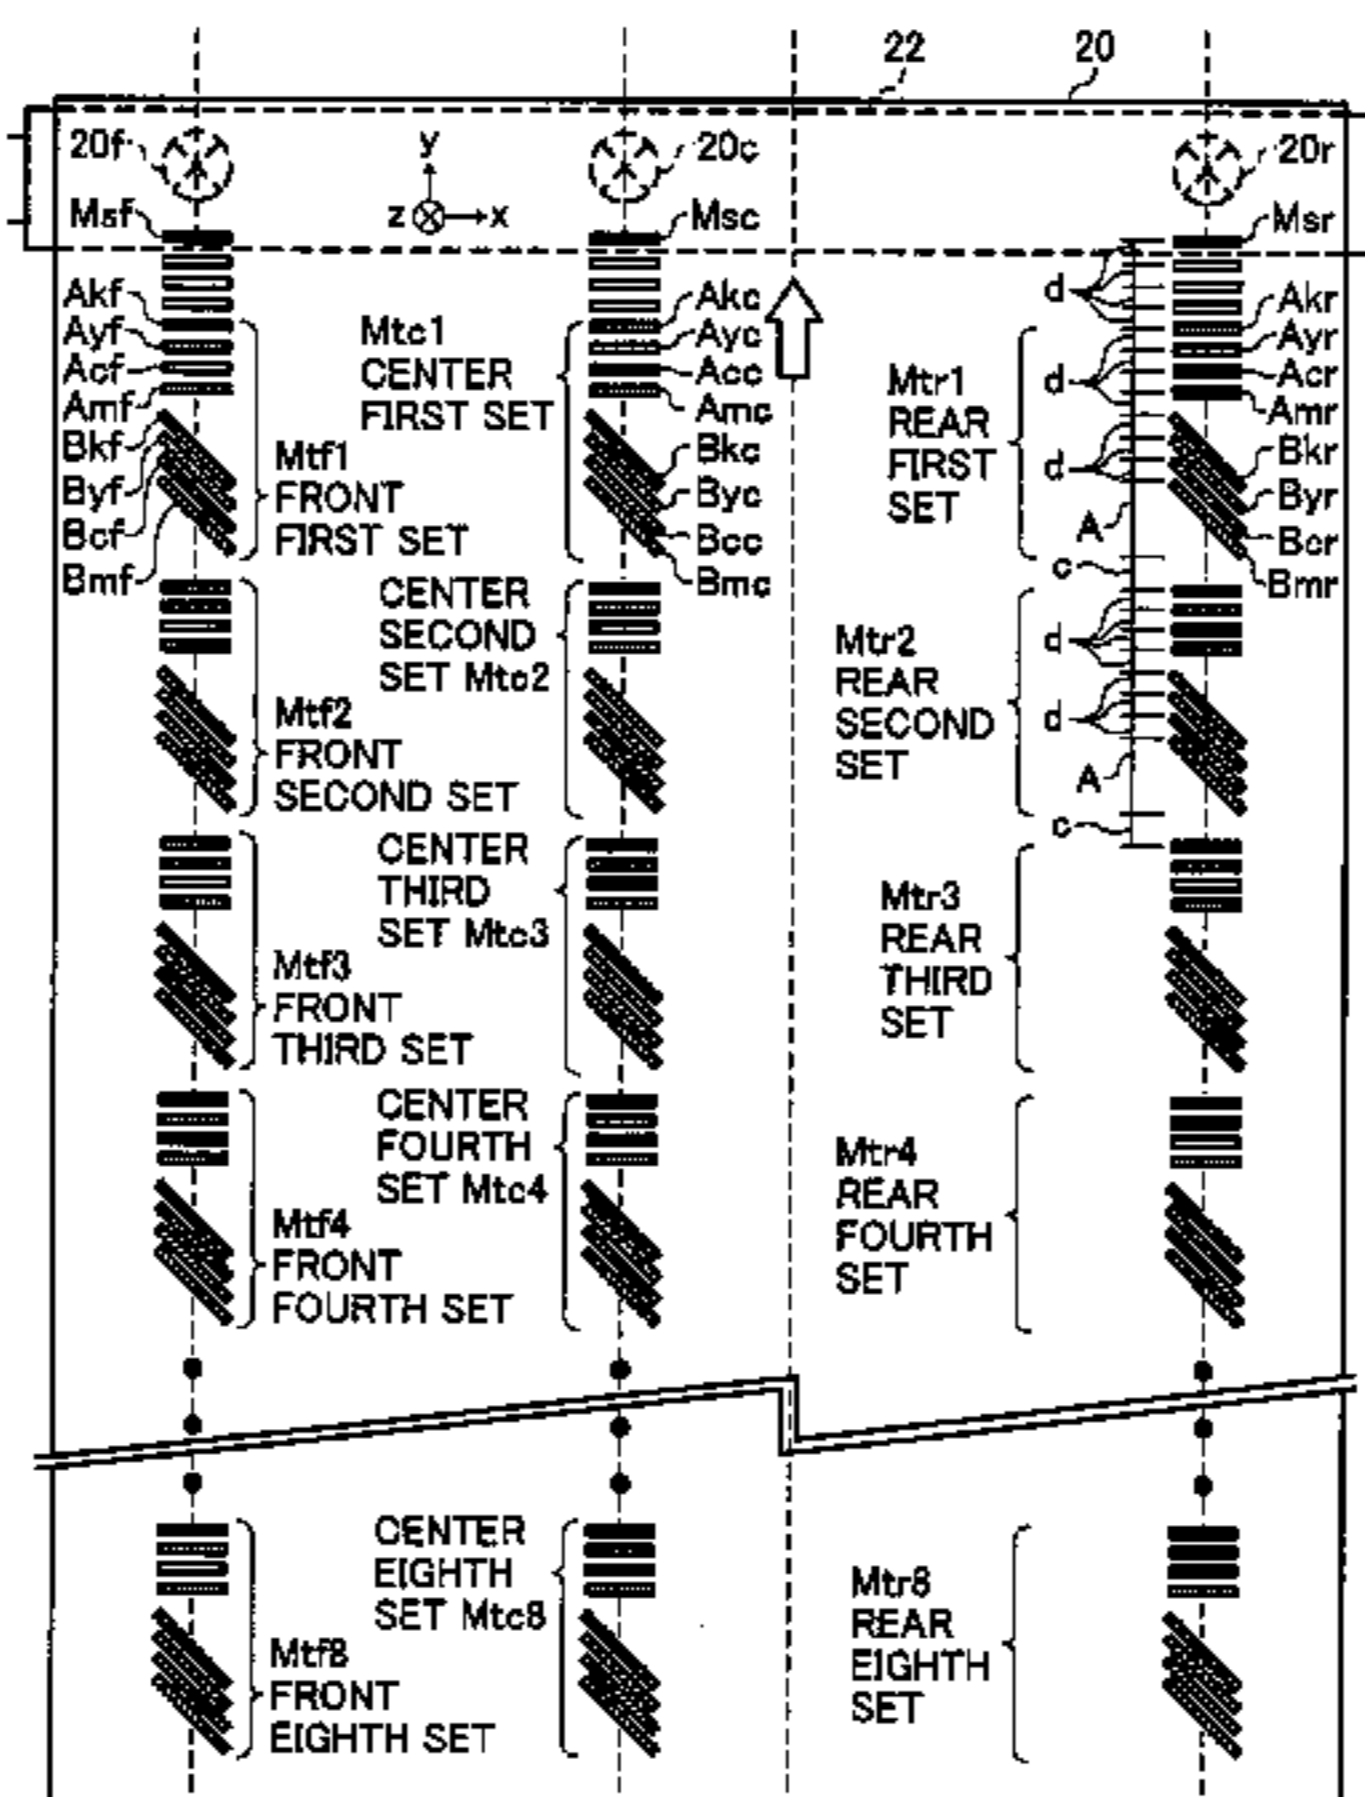 22
20
20f
20c
20r
y
z
x
Msf
Msc
Msr
d
Akf
Ayf
Acf
Amf
Bkf
Byf
Bcf
Bmf
Mtf1
FRONT
FIRST SET
Mtc1
CENTER
FIRST SET
Akc
Ayc
Acc
Amc
Bkc
Byc
Bcc
Bmc
Mtr1
REAR
FIRST
SET
d
d
A
c
Akr
Ayr
Acr
Amr
Bkr
Byr
Bcr
Bmr
Mtf2
FRONT
SECOND SET
CENTER
SECOND
SET Mtc2
Mtr2
REAR
SECOND
SET
d
d
A
c
Mtf3
FRONT
THIRD SET
CENTER
THIRD
SET Mtc3
Mtr3
REAR
THIRD
SET
Mtf4
FRONT
FOURTH SET
CENTER
FOURTH
SET Mtc4
Mtr4
REAR
FOURTH
SET
Mtf8
FRONT
EIGHTH SET
CENTER
EIGHTH
SET Mtc8
Mtr8
REAR
EIGHTH
SET